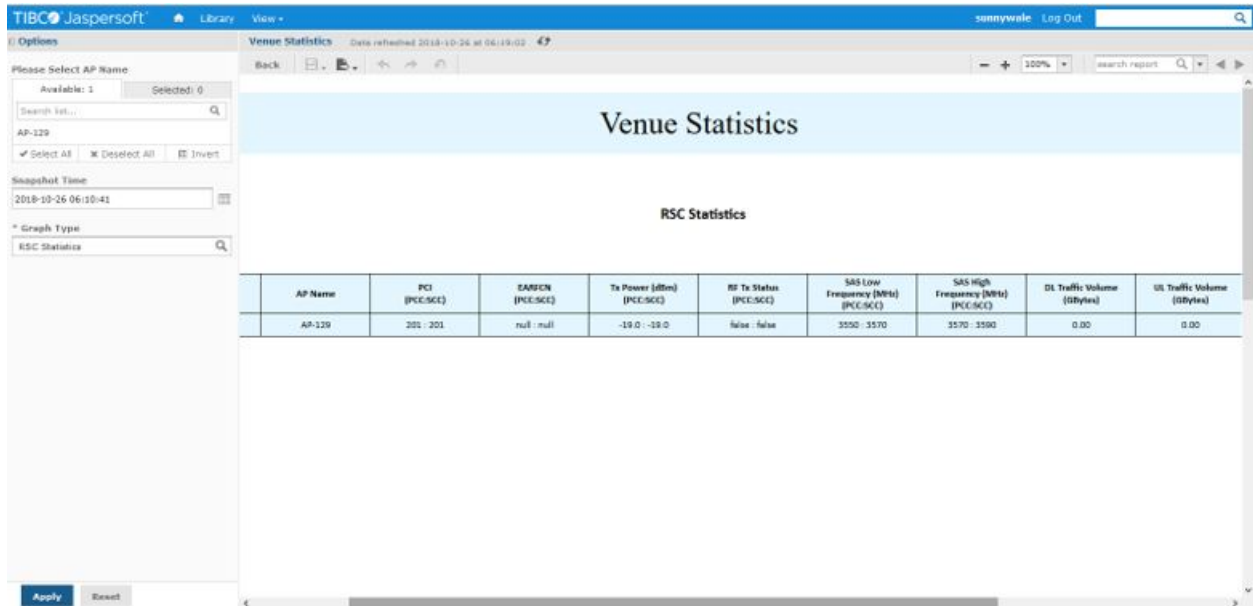 TIBCO Jaspersoft Library View sunnywale Log Out
Options
Venue Statistics Data refreshed 2018-10-26 at 06:19:02
Please Select AP Name
Back 100% search report
Available: 1 Selected: 0
Search list...
AP-129
Select All Deselect All Invert
Snapshot Time
2018-10-26 06:10:41
* Graph Type
RSC Statistics
Venue Statistics
RSC Statistics
AP Name
PCI
(PCC:SCC)
EARFCN
(PCC:SCC)
Tx Power (dBm)
(PCC:SCC)
RF Tx Status
(PCC:SCC)
SAS Low
Frequency (MHz)
(PCC:SCC)
SAS High
Frequency (MHz)
(PCC:SCC)
DL Traffic Volume
(GBytes)
UL Traffic Volume
(GBytes)
AP-129 201 : 201 null : null -19.0 : -19.0 false : false 3550 : 3570 3570 : 3590 0.00 0.00
Apply Reset